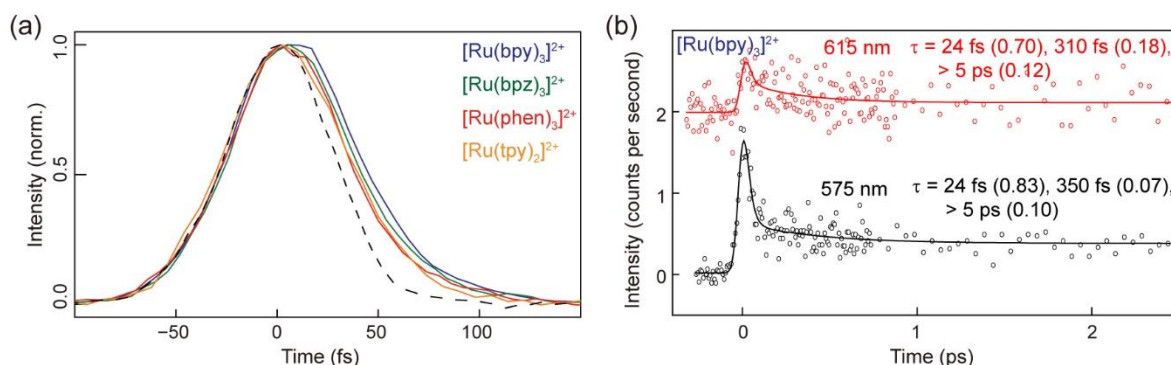 (a)
[Ru(bpy)₃]²⁺
[Ru(bpz)₃]²⁺
[Ru(phen)₃]²⁺
[Ru(tpy)₂]²⁺
Intensity (norm.)
1.0
0.5
0.0
−50
0
50
100
Time (fs)
(b)
[Ru(bpy)₃]²⁺
615 nm
τ = 24 fs (0.70), 310 fs (0.18),
> 5 ps (0.12)
575 nm
τ = 24 fs (0.83), 350 fs (0.07),
> 5 ps (0.10)
Intensity (counts per second)
3
2
1
0
0
1
2
Time (ps)